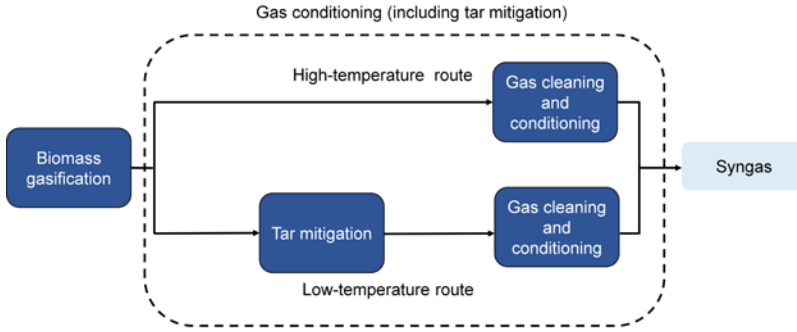 Gas conditioning (including tar mitigation)
High-temperature route
Gas cleaning
and
conditioning
Biomass
gasification
Syngas
Tar mitigation
Gas cleaning
and
conditioning
Low-temperature route